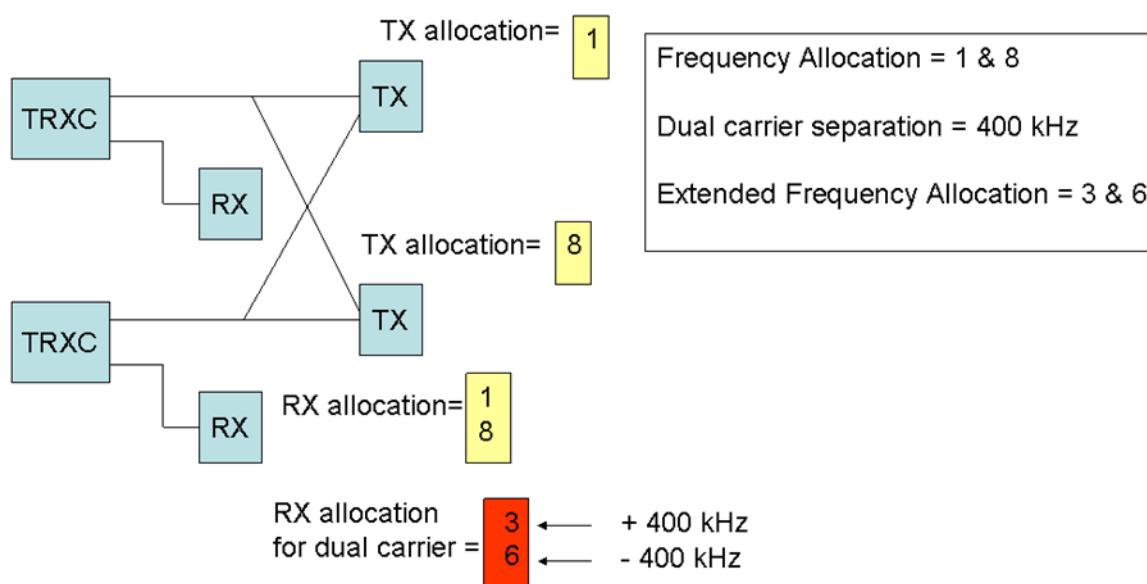 TX allocation= 1
TRXC
TX
RX
TX allocation= 8
TRXC
TX
RX
RX allocation= 1
8
RX allocation
for dual carrier =
3
+ 400 kHz
6
- 400 kHz
Frequency Allocation = 1 & 8
Dual carrier separation = 400 kHz
Extended Frequency Allocation = 3 & 6